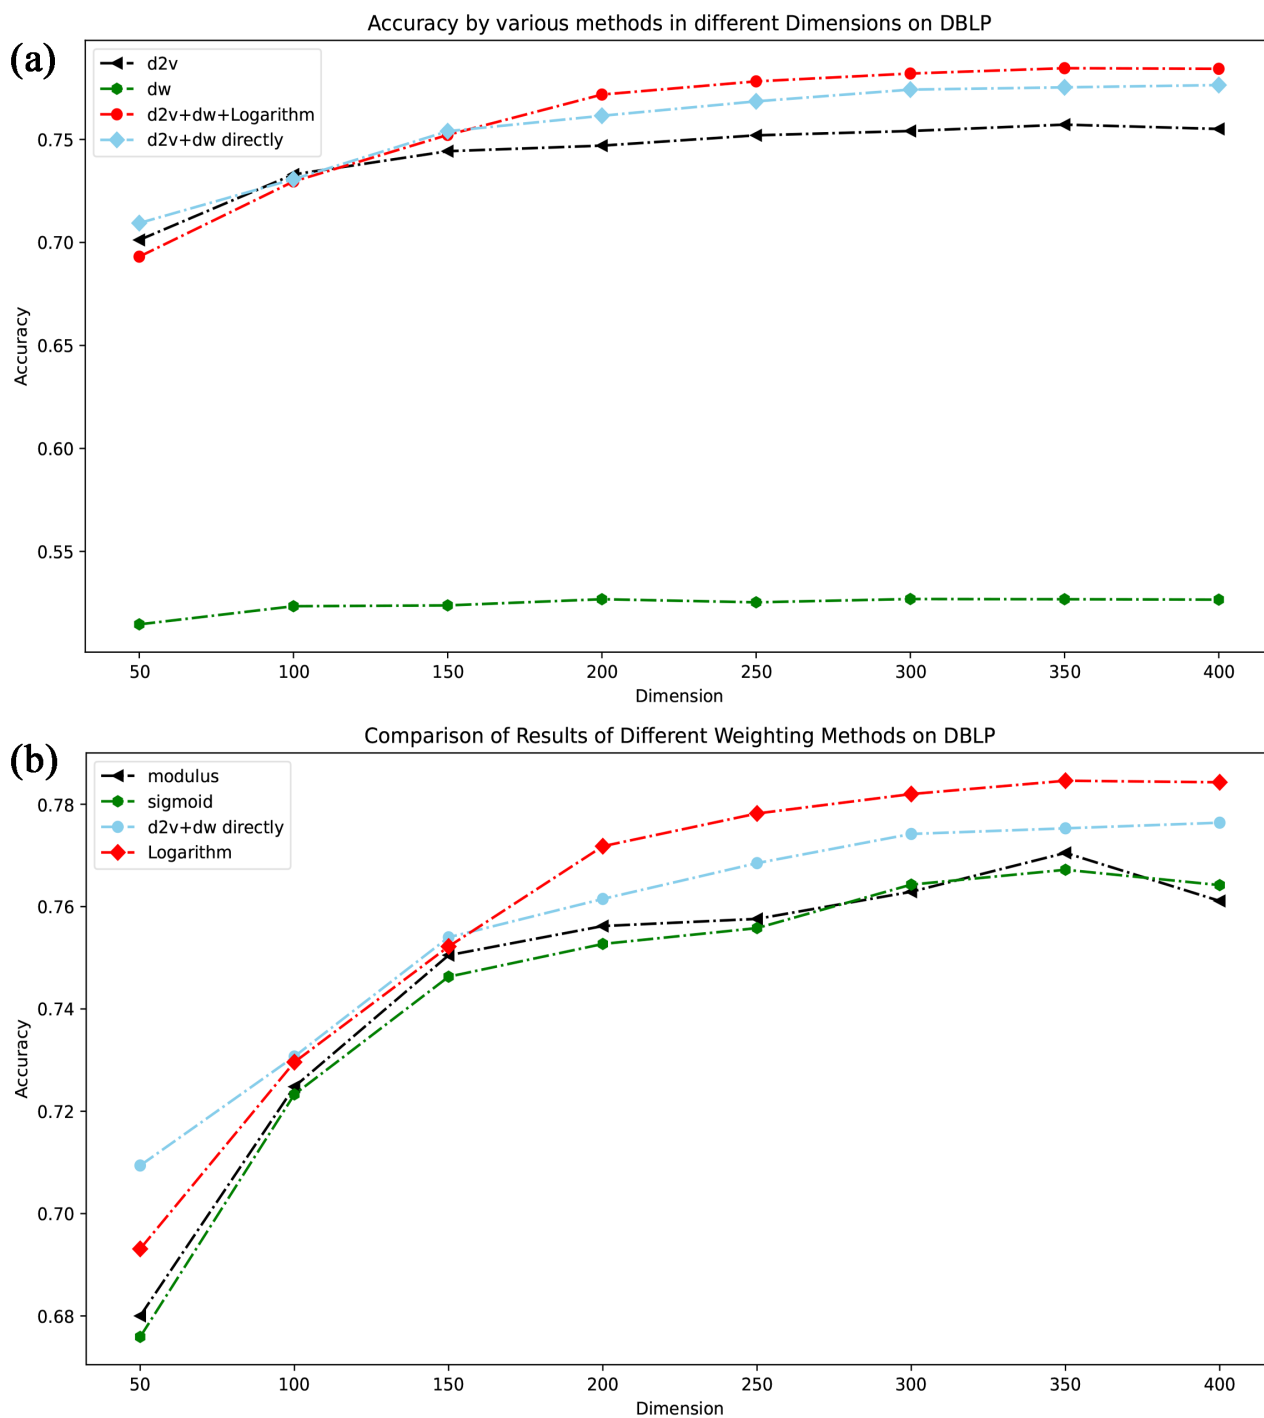 (a)
Accuracy by various methods in different Dimensions on DBLP
d2v
dw
d2v+dw+Logarithm
d2v+dw directly
0.75
0.70
0.65
0.60
0.55
Accuracy
50 100 150 200 250 300 350 400
Dimension
(b)
Comparison of Results of Different Weighting Methods on DBLP
modulus
sigmoid
d2v+dw directly
Logarithm
0.78
0.76
0.74
0.72
0.70
0.68
Accuracy
50 100 150 200 250 300 350 400
Dimension